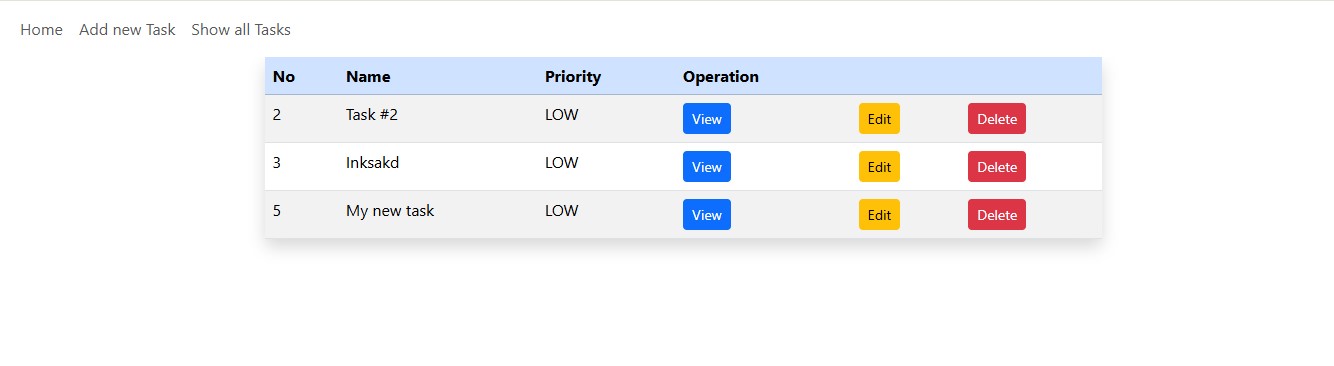 Home Add new Task Show all Tasks
No Name Priority Operation
2 Task #2 LOW View Edit Delete
3 Inksakd LOW View Edit Delete
5 My new task LOW View Edit Delete